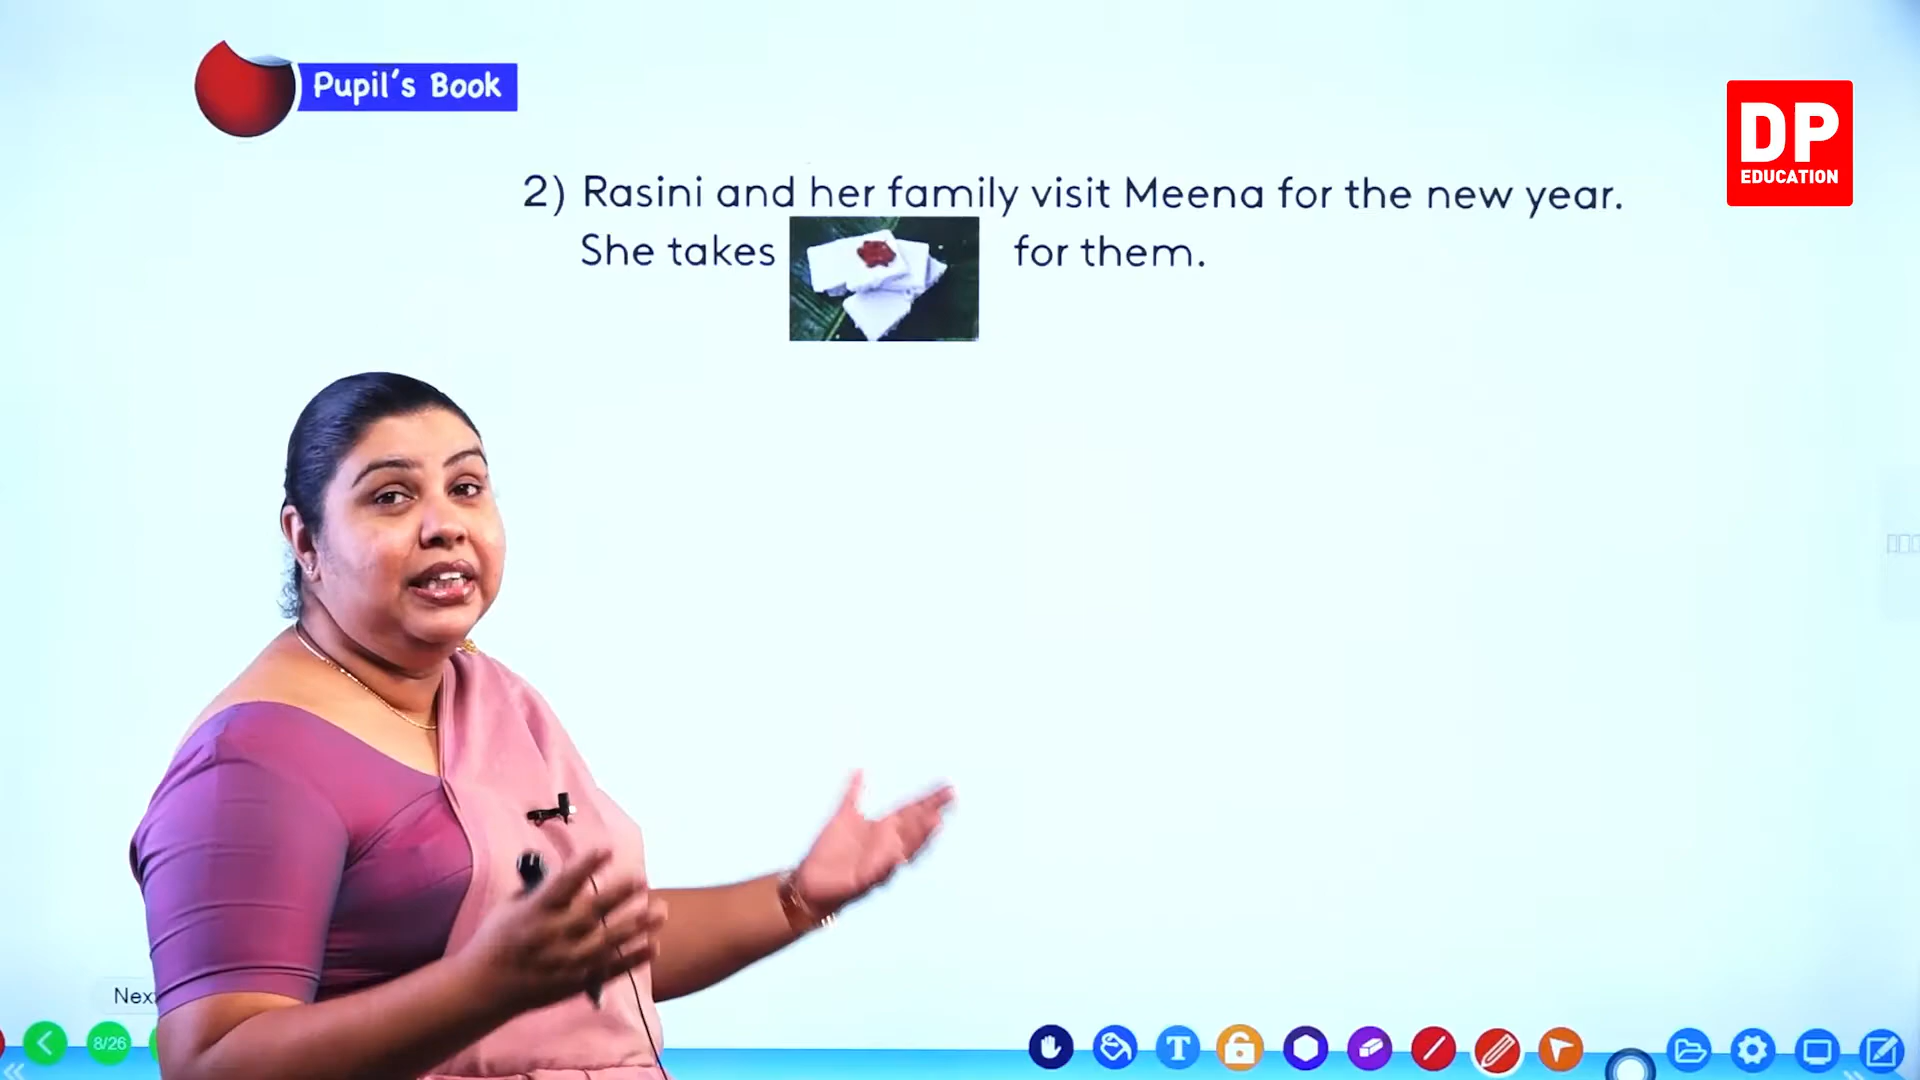 Pupil's Book
DP
EDUCATION
2) Rasini and her family visit Meena for the new year.
She takes for them.
8/26
T